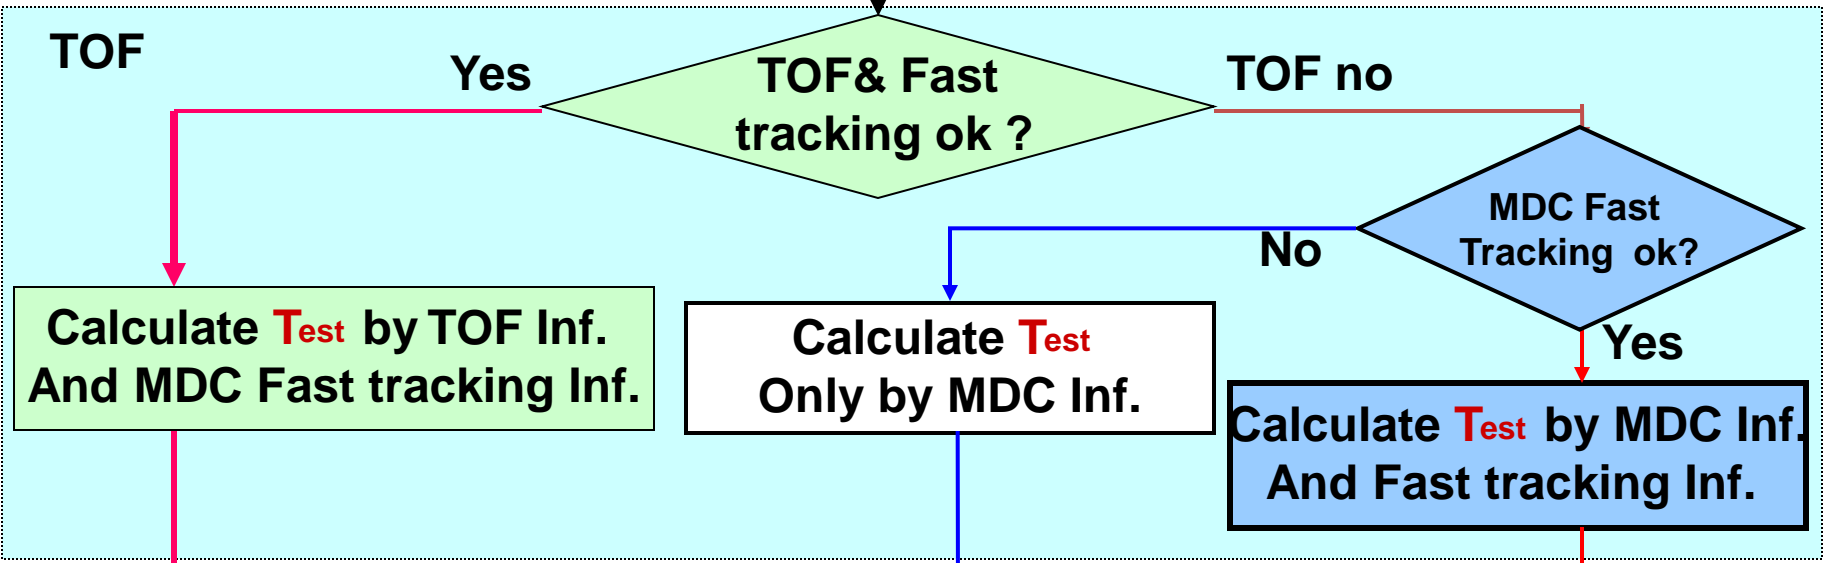 TOF
Yes
TOF& Fast
tracking ok ?
TOF no
MDC Fast
Tracking ok?
No
Yes
Calculate Test by TOF Inf.
And MDC Fast tracking Inf.
Calculate Test
Only by MDC Inf.
Calculate Test by MDC Inf.
And Fast tracking Inf.